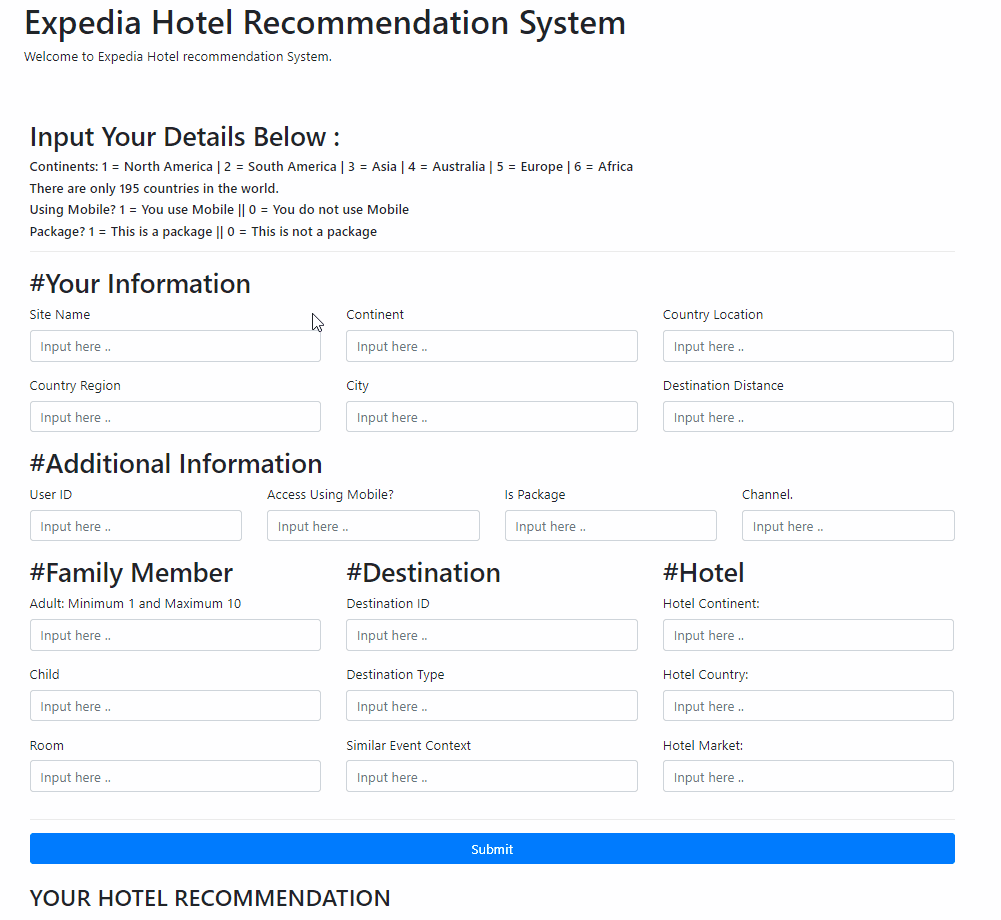 Expedia Hotel Recommendation System
Welcome to Expedia Hotel recommendation System.
Input Your Details Below :
Continents: 1 = North America | 2 = South America | 3 = Asia | 4 = Australia | 5 = Europe | 6 = Africa
There are only 195 countries in the world.
Using Mobile? 1 = You use Mobile || 0 = You do not use Mobile
Package? 1 = This is a package || 0 = This is not a package
#Your Information
Site Name Continent Country Location
Input here .. Input here .. Input here ..
Country Region City Destination Distance
Input here .. Input here .. Input here ..
#Additional Information
User ID Access Using Mobile? Is Package Channel.
Input here .. Input here .. Input here .. Input here ..
#Family Member #Destination #Hotel
Adult: Minimum 1 and Maximum 10 Destination ID Hotel Continent:
Input here .. Input here .. Input here ..
Child Destination Type Hotel Country:
Input here .. Input here .. Input here ..
Room Similar Event Context Hotel Market:
Input here .. Input here .. Input here ..
Submit
YOUR HOTEL RECOMMENDATION